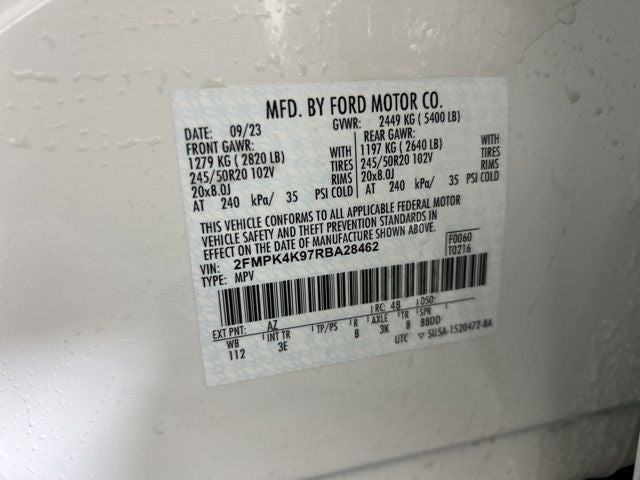 MFD. BY FORD MOTOR CO.
DATE: 09/23 GVWR: 2449 KG ( 5400 LB)
FRONT GAWR: REAR GAWR:
1279 KG ( 2820 LB) WITH 1197 KG ( 2640 LB) WITH
245/50R20 102V TIRES 245/50R20 102V TIRES
20x8.0J RIMS 20x8.0J RIMS
AT 240 kPa/ 35 PSI COLD AT 240 kPa/ 35 PSI COLD
THIS VEHICLE CONFORMS TO ALL APPLICABLE FEDERAL MOTOR
VEHICLE SAFETY AND THEFT PREVENTION STANDARDS IN
EFFECT ON THE DATE OF MANUFACTURE SHOWN ABOVE.
VIN: 2FMPK4K97RBA28462 F0060
TYPE: MPV T0216
EXT PNT: AZ RC: 48 DSO:
WB INT TR TP/PS R AXLE TR SPR
112 3E B 3K 8 BBDD
UTC ▽ 5U5A-1520472-BA